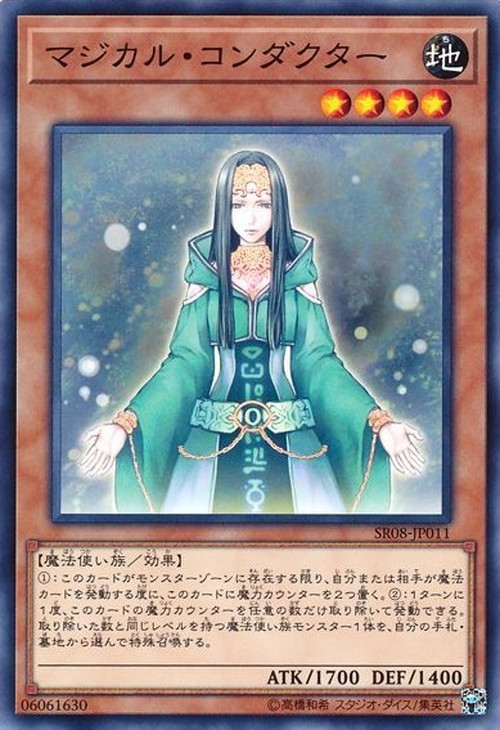 マジカル・コンダクター
地
SR08-JP011
【魔法使い族/効果】
①:このカードがモンスターゾーンに存在する限り、自分または相手が魔法
カードを発動する度に、このカードに魔力カウンターを2つ置く。②:1ターンに
1度、このカードの魔力カウンターを任意の数だけ取り除いて発動できる。
取り除いた数と同じレベルを持つ魔法使い族モンスター1体を、自分の手札・
墓地から選んで特殊召喚する。
ATK/1700 DEF/1400
06061630
©高橋和希 スタジオ・ダイス/集英社